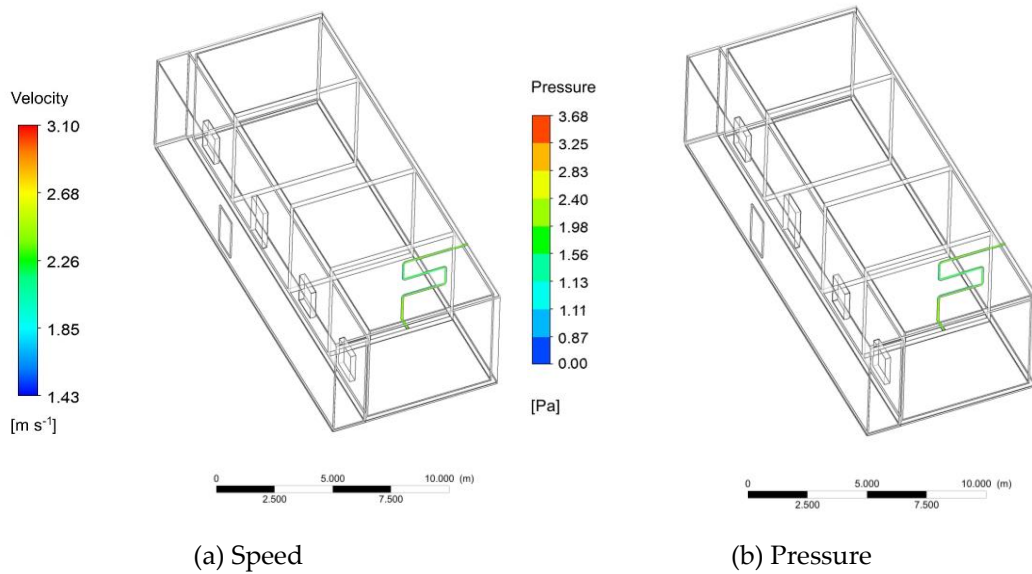 Velocity
3.10
2.68
2.26
1.85
1.43
[m s⁻¹]
0 5.000 10.000 (m)
2.500 7.500
(a) Speed
Pressure
3.68
3.25
2.83
2.40
1.98
1.56
1.13
1.11
0.87
0.00
[Pa]
0 5.000 10.000 (m)
2.500 7.500
(b) Pressure